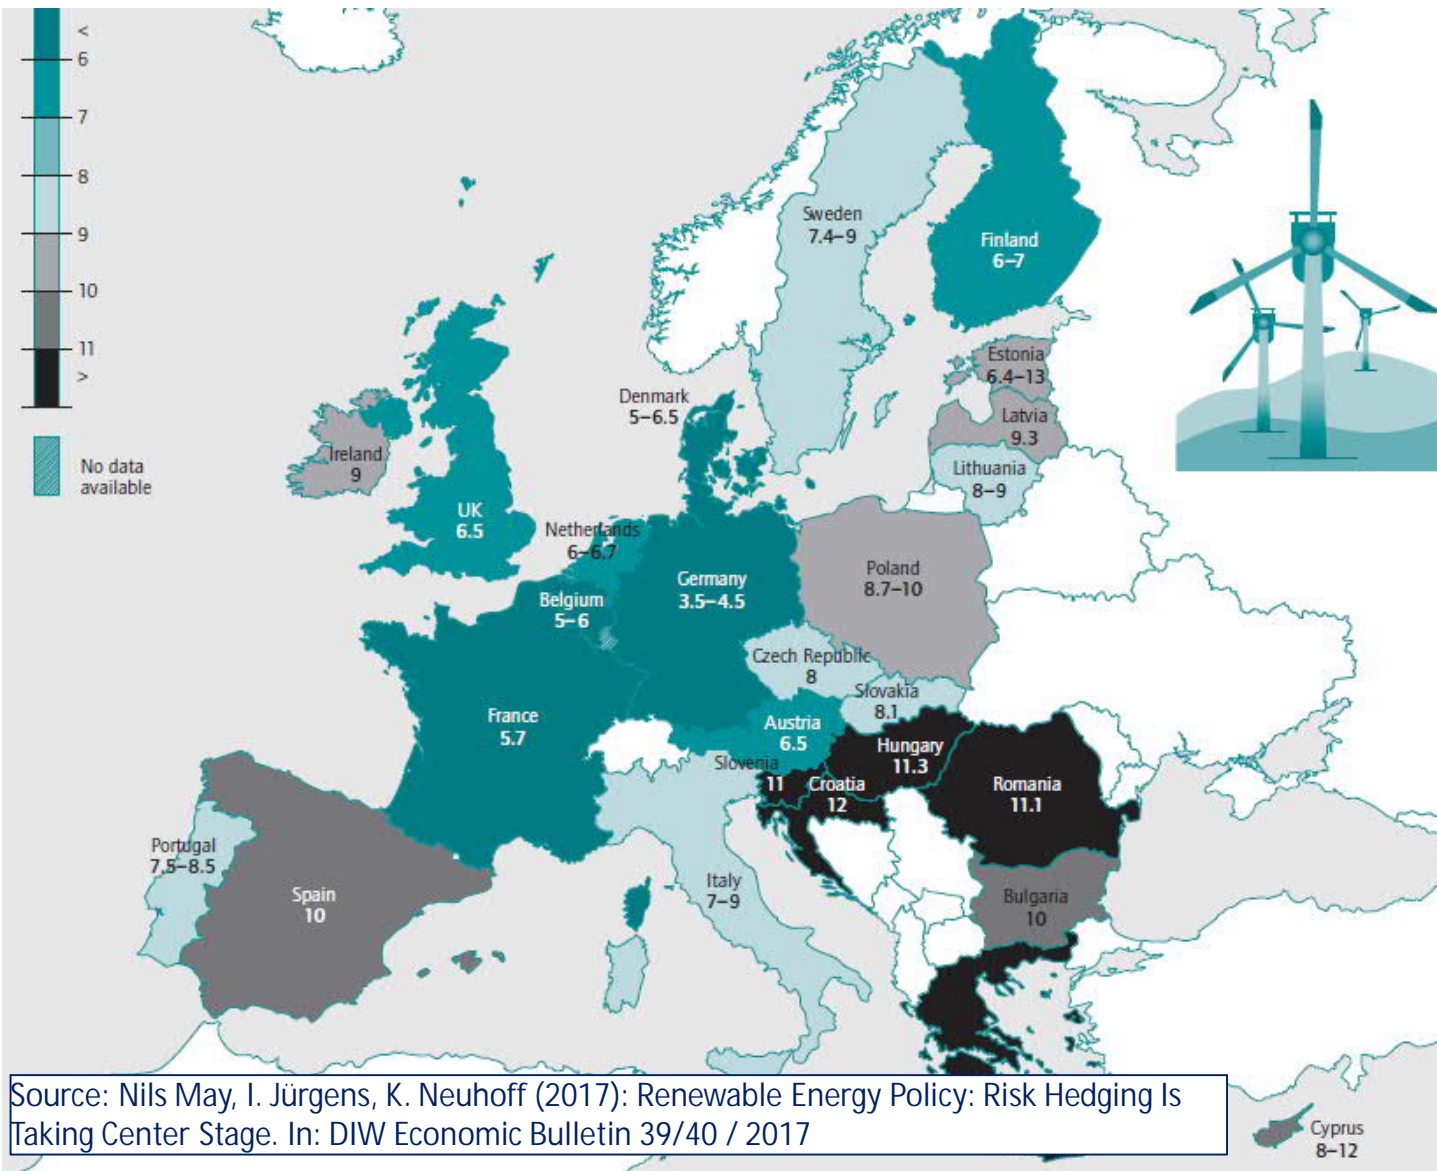 <
6
7
8
9
10
11
>
No data
available
Sweden
7.4–9
Finland
6–7
Estonia
6.4–13
Denmark
5–6.5
Latvia
9.3
Ireland
9
Lithuania
8–9
UK
6.5
Netherlands
6–6.7
Poland
8.7–10
Germany
3.5–4.5
Belgium
5–6
Czech Republic
8
Slovakia
8.1
France
5.7
Austria
6.5
Hungary
11.3
Slovenia
11
Croatia
12
Romania
11.1
Portugal
7.5–8.5
Spain
10
Italy
7–9
Bulgaria
10
Source: Nils May, I. Jürgens, K. Neuhoff (2017): Renewable Energy Policy: Risk Hedging Is
Taking Center Stage. In: DIW Economic Bulletin 39/40 / 2017
Cyprus
8–12